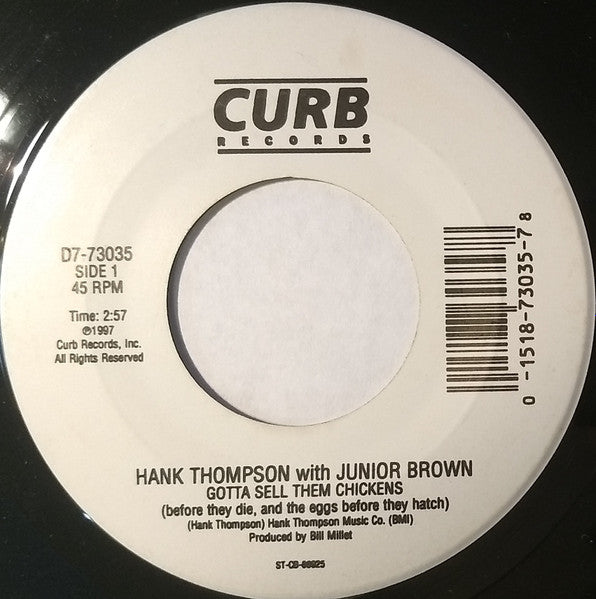 CURB
RECORDS
D7-73035
SIDE 1
45 RPM
Time: 2:57
℗1997
Curb Records, Inc.
All Rights Reserved
0 -1518-73035-7 8
HANK THOMPSON with JUNIOR BROWN
GOTTA SELL THEM CHICKENS
(before they die, and the eggs before they hatch)
(Hank Thompson) Hank Thompson Music Co. (BMI)
Produced by Bill Millet